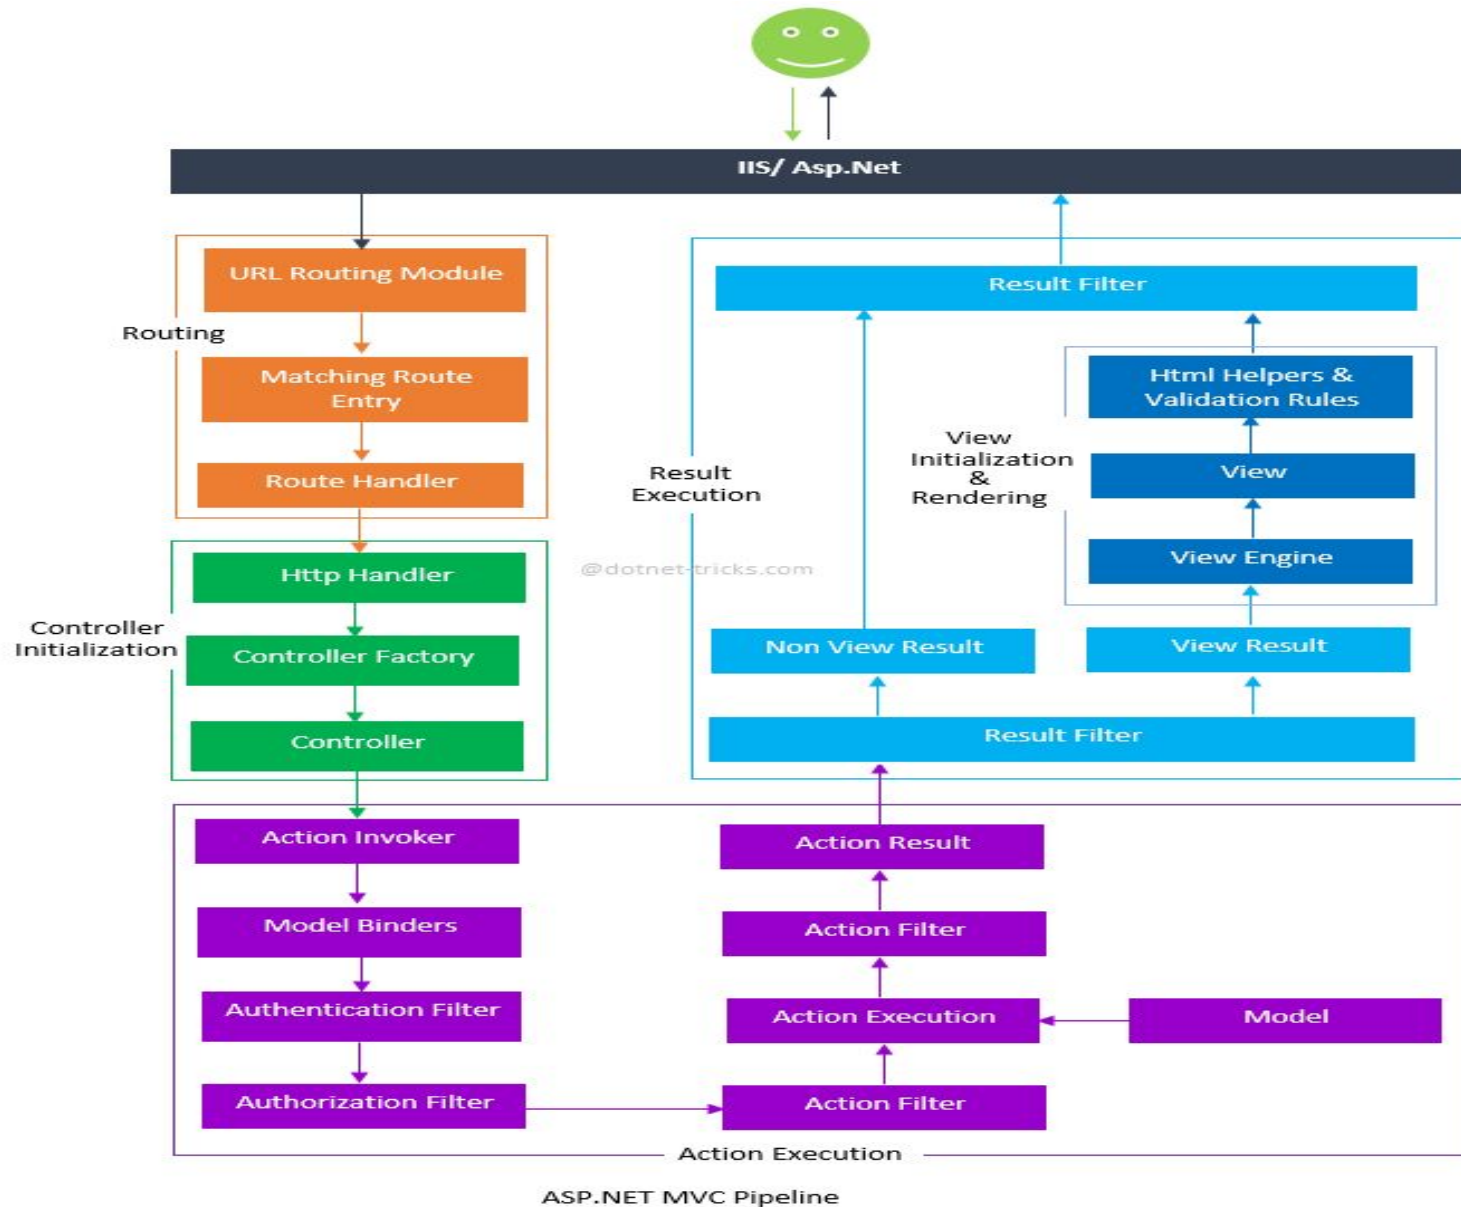 IIS/ Asp.Net
URL Routing Module
Routing
Matching Route
Entry
Route Handler
Http Handler
Controller
Initialization
Controller Factory
Controller
Action Invoker
Model Binders
Authentication Filter
Authorization Filter
Action Filter
Action Execution
Model
Action Filter
Action Result
Action Execution
Result Filter
Non View Result
View Result
Result
Execution
View Engine
View
Html Helpers &
Validation Rules
View
Initialization
&
Rendering
Result Filter
@dotnet-tricks.com
ASP.NET MVC Pipeline